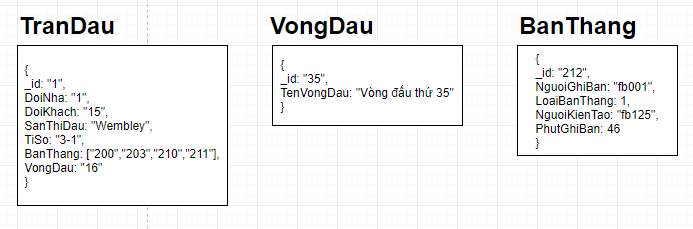 TranDau
{
_id: "1",
DoiNha: "1",
DoiKhach: "15",
SanThiDau: "Wembley",
TiSo: "3-1",
BanThang: ["200","203","210","211"],
VongDau: "16"
}
VongDau
{
_id: "35",
TenVongDau: "Vòng đấu thứ 35"
}
BanThang
{
_id: "212",
NguoiGhiBan: "fb001",
LoaiBanThang: 1,
NguoiKienTao: "fb125",
PhutGhiBan: 46
}